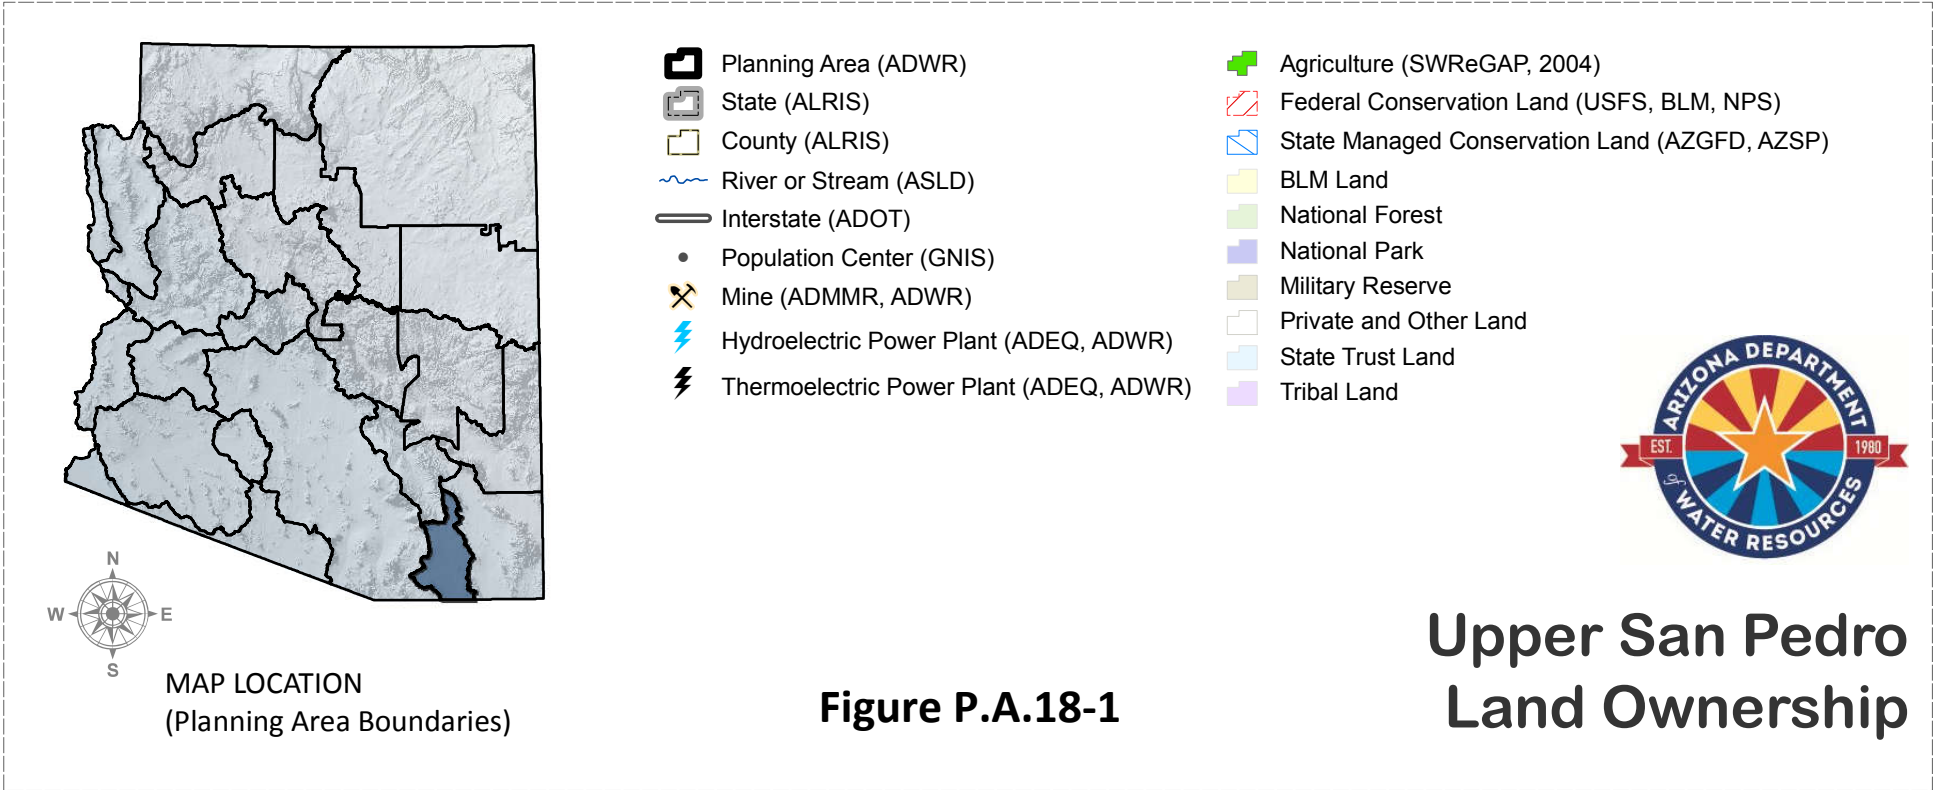 Planning Area (ADWR)
State (ALRIS)
County (ALRIS)
River or Stream (ASLD)
Interstate (ADOT)
Population Center (GNIS)
Mine (ADMMR, ADWR)
Hydroelectric Power Plant (ADEQ, ADWR)
Thermoelectric Power Plant (ADEQ, ADWR)
Agriculture (SWReGAP, 2004)
Federal Conservation Land (USFS, BLM, NPS)
State Managed Conservation Land (AZGFD, AZSP)
BLM Land
National Forest
National Park
Military Reserve
Private and Other Land
State Trust Land
Tribal Land
ARIZONA DEPARTMENT
EST. 1980
of WATER RESOURCES
N
W E
S
MAP LOCATION
(Planning Area Boundaries)
Figure P.A.18-1
Upper San Pedro
Land Ownership